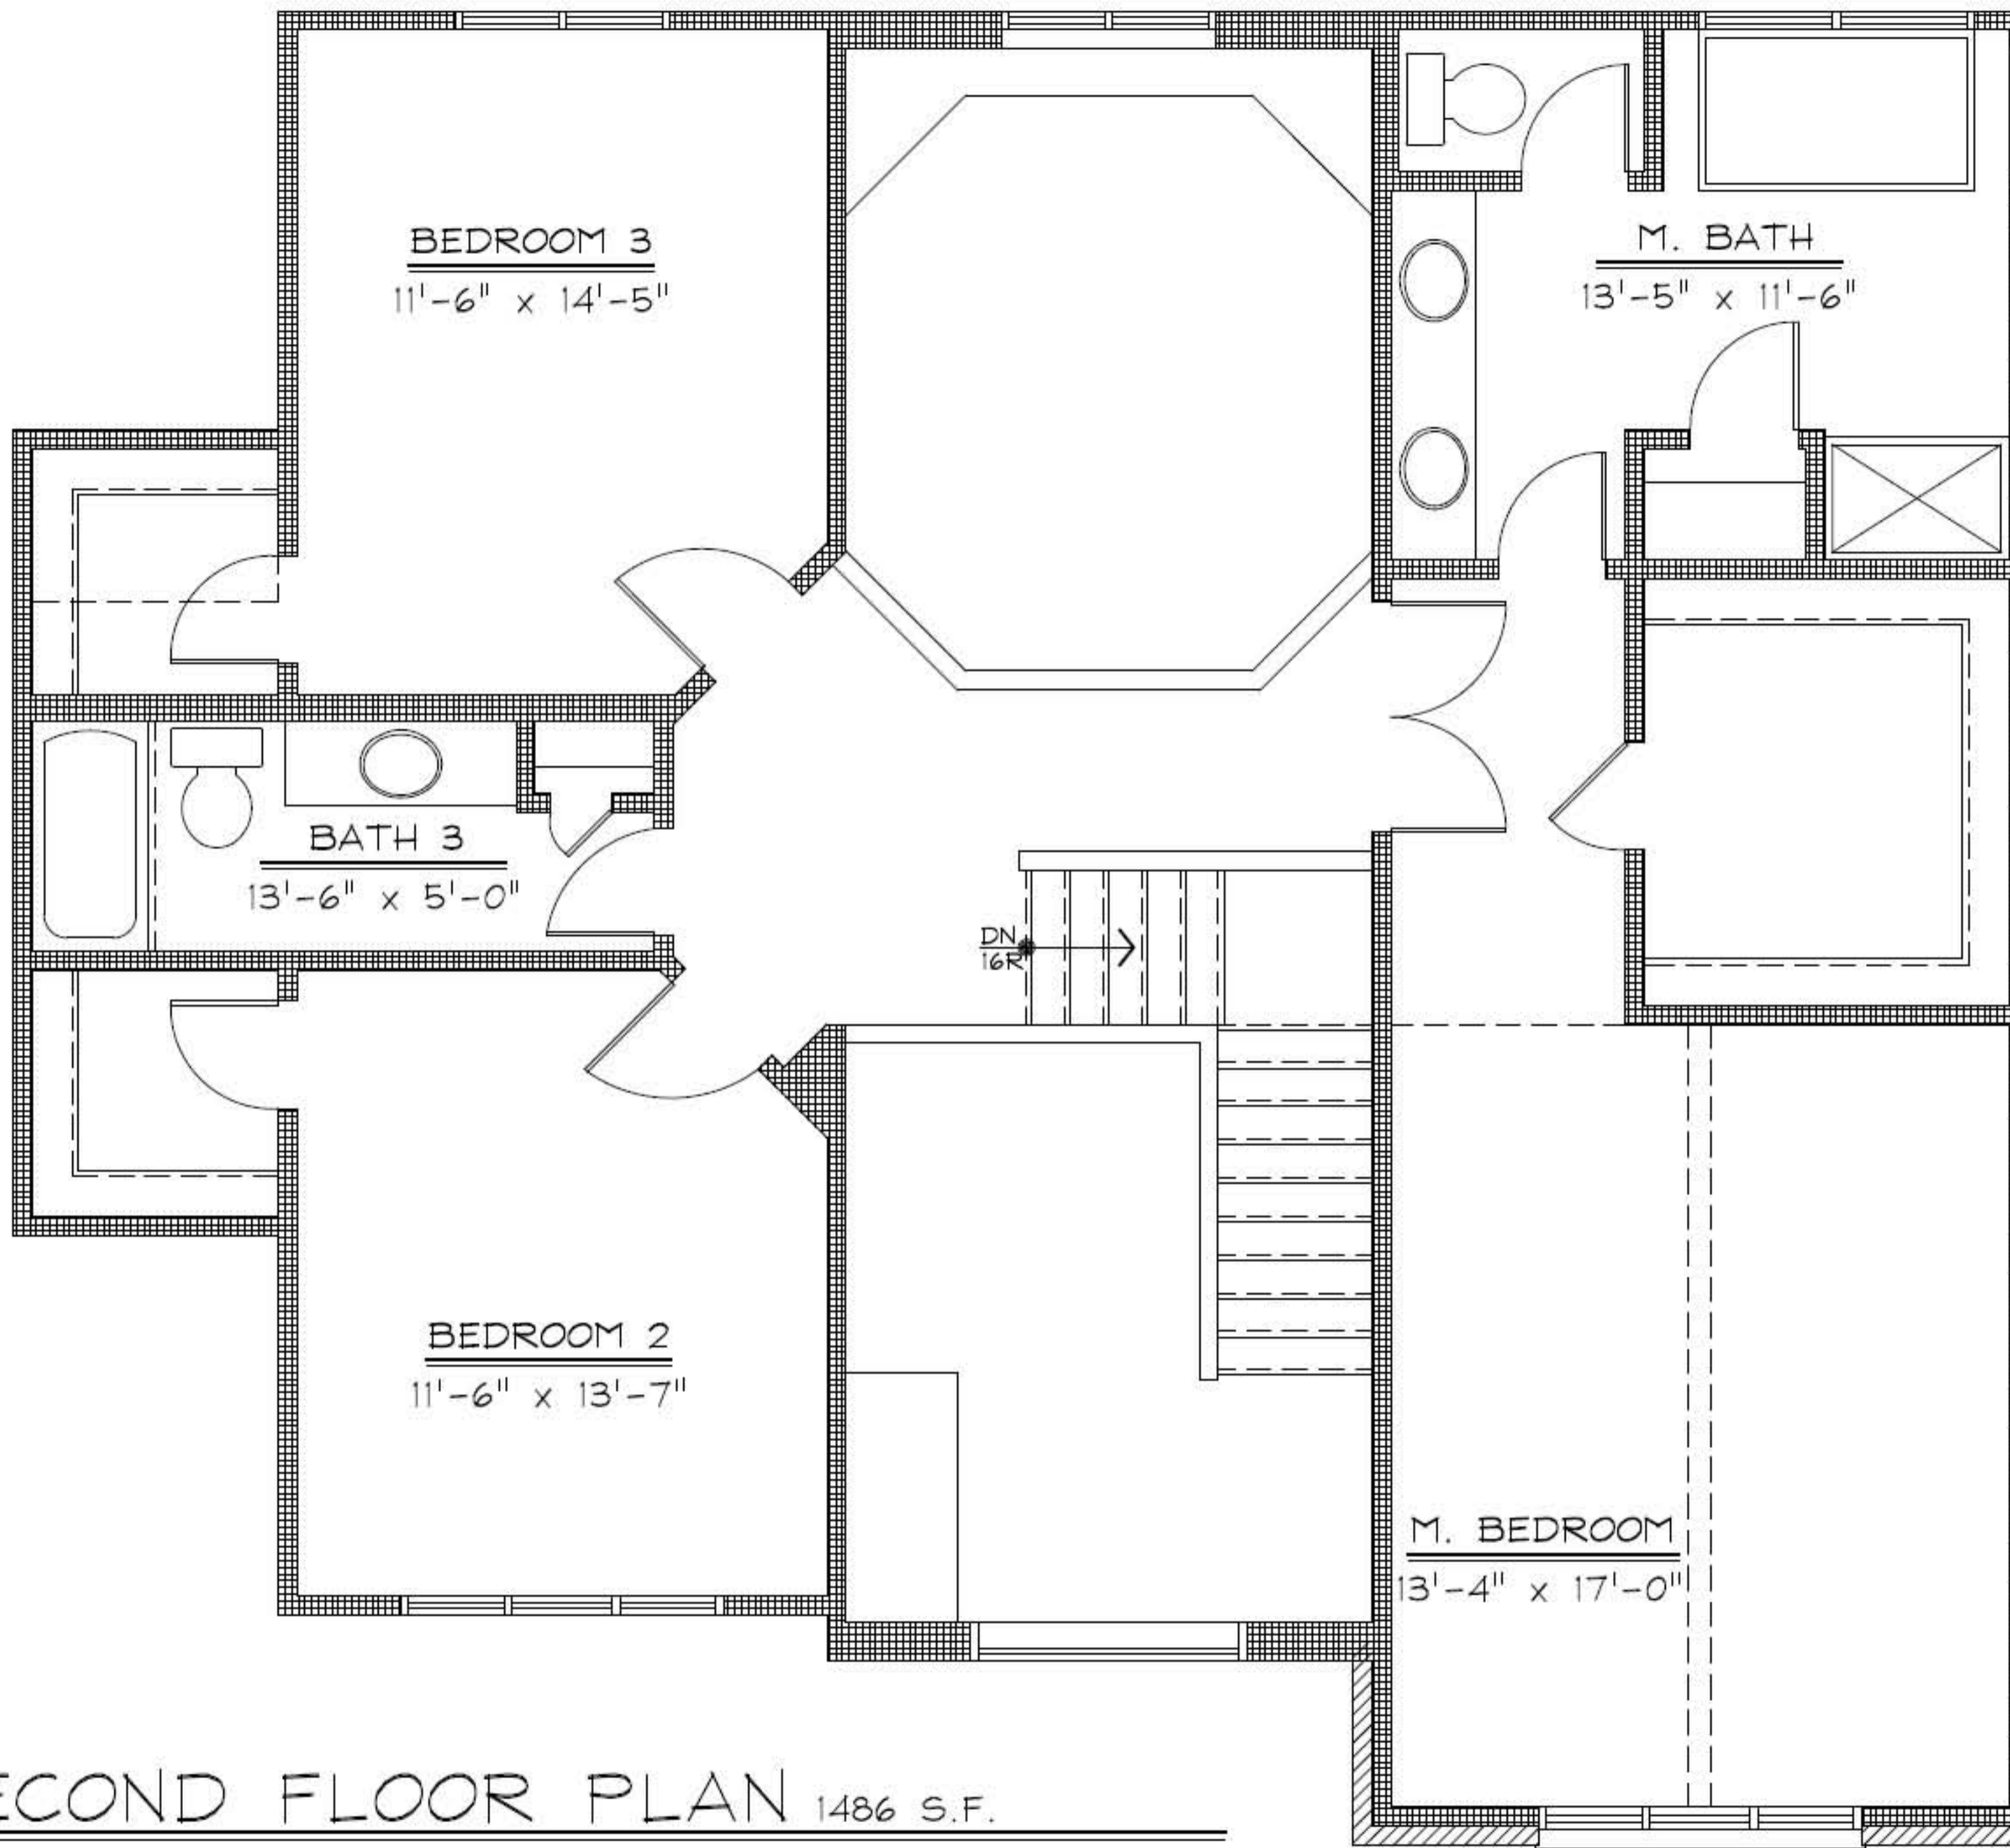 BEDROOM 3
11'-6" x 14'-5"
M. BATH
13'-5" x 11'-6"
BATH 3
13'-6" x 5'-0"
DN
16R
BEDROOM 2
11'-6" x 13'-7"
M. BEDROOM
13'-4" x 17'-0"
ECOND FLOOR PLAN 1486 S.F.